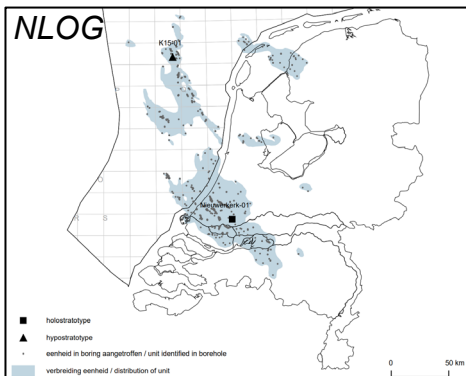 NLOG
K15-01
P
Q
R
S
Nieuwerkerk-01
holostratotype
hypostratotype
eenheid in boring aangetroffen / unit identified in borehole
verbreiding eenheid / distribution of unit
0 50 km